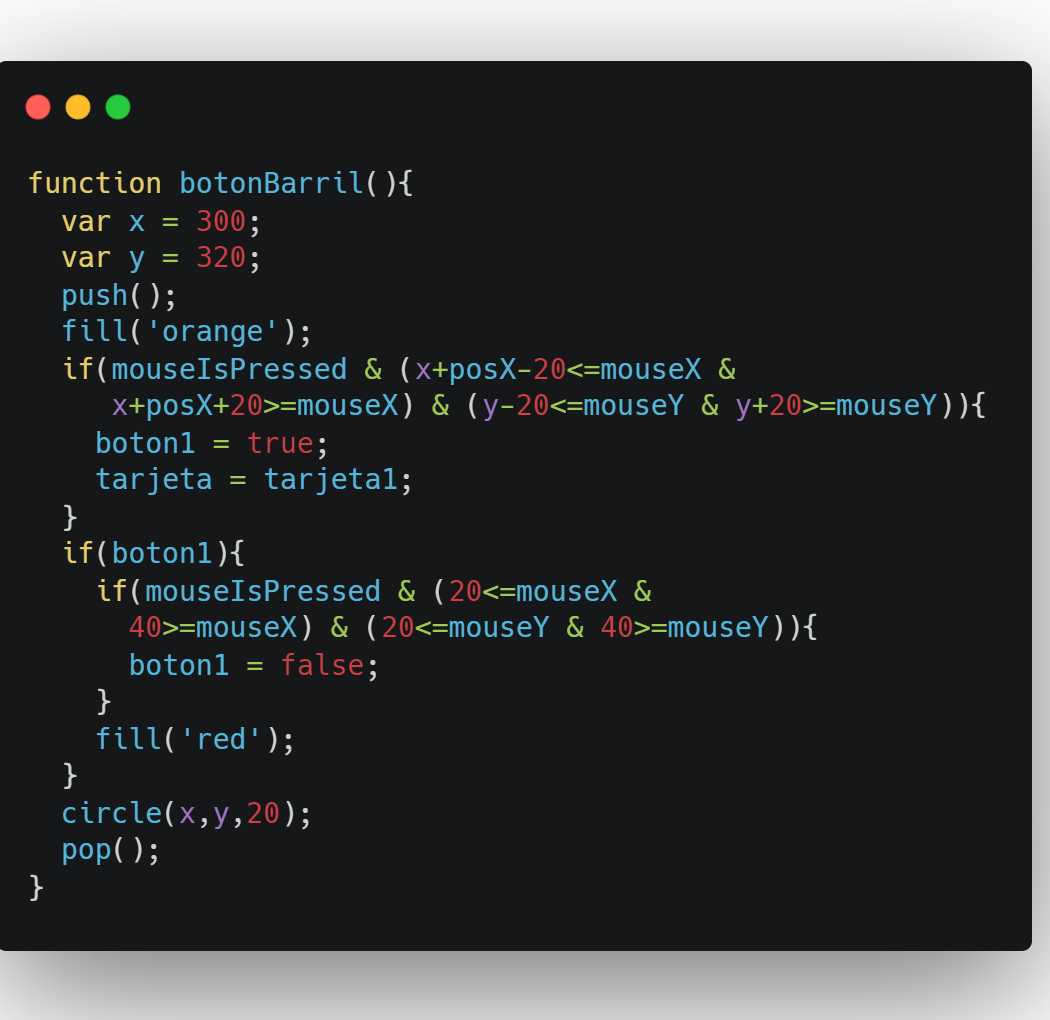 function botonBarril(){
  var x = 300;
  var y = 320;
  push();
  fill('orange');
  if(mouseIsPressed & (x+posX-20<=mouseX &
     x+posX+20>=mouseX) & (y-20<=mouseY & y+20>=mouseY)){
    boton1 = true;
    tarjeta = tarjeta1;
  }
  if(boton1){
    if(mouseIsPressed & (20<=mouseX &
      40>=mouseX) & (20<=mouseY & 40>=mouseY)){
      boton1 = false;
    }
    fill('red');
  }
  circle(x,y,20);
  pop();
}